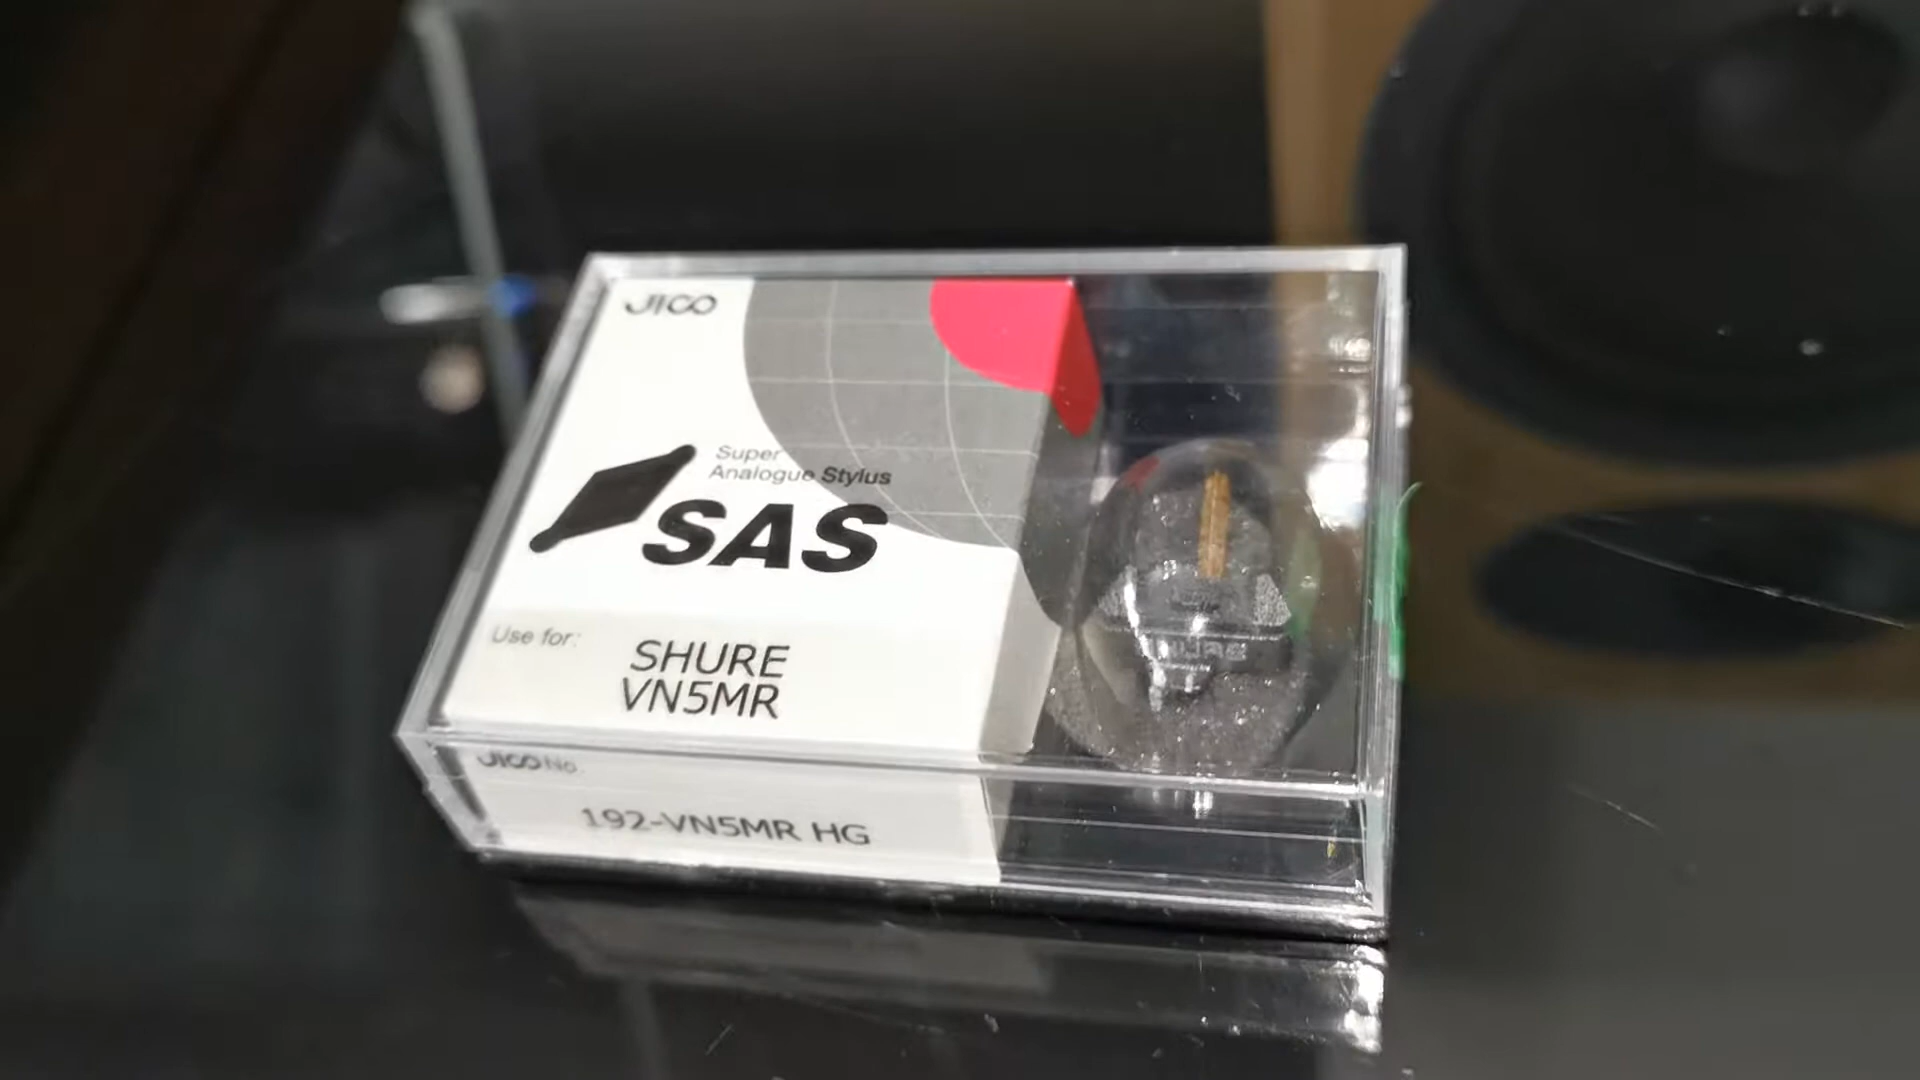 JICO
Super
Analogue Stylus
SAS
Use for:
SHURE
VN5MR
JICO No.
192-VN5MR HG